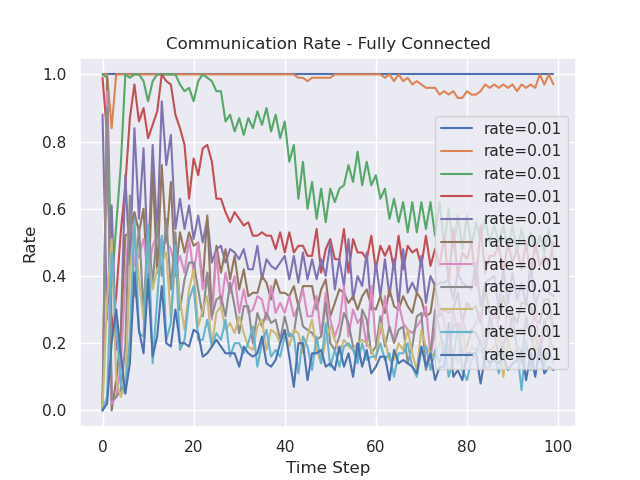 Communication Rate - Fully Connected
Rate
1.0
0.8
0.6
0.4
0.2
0.0
rate=0.01
rate=0.01
rate=0.01
rate=0.01
rate=0.01
rate=0.01
rate=0.01
rate=0.01
rate=0.01
rate=0.01
rate=0.01
0
20
40
60
80
100
Time Step